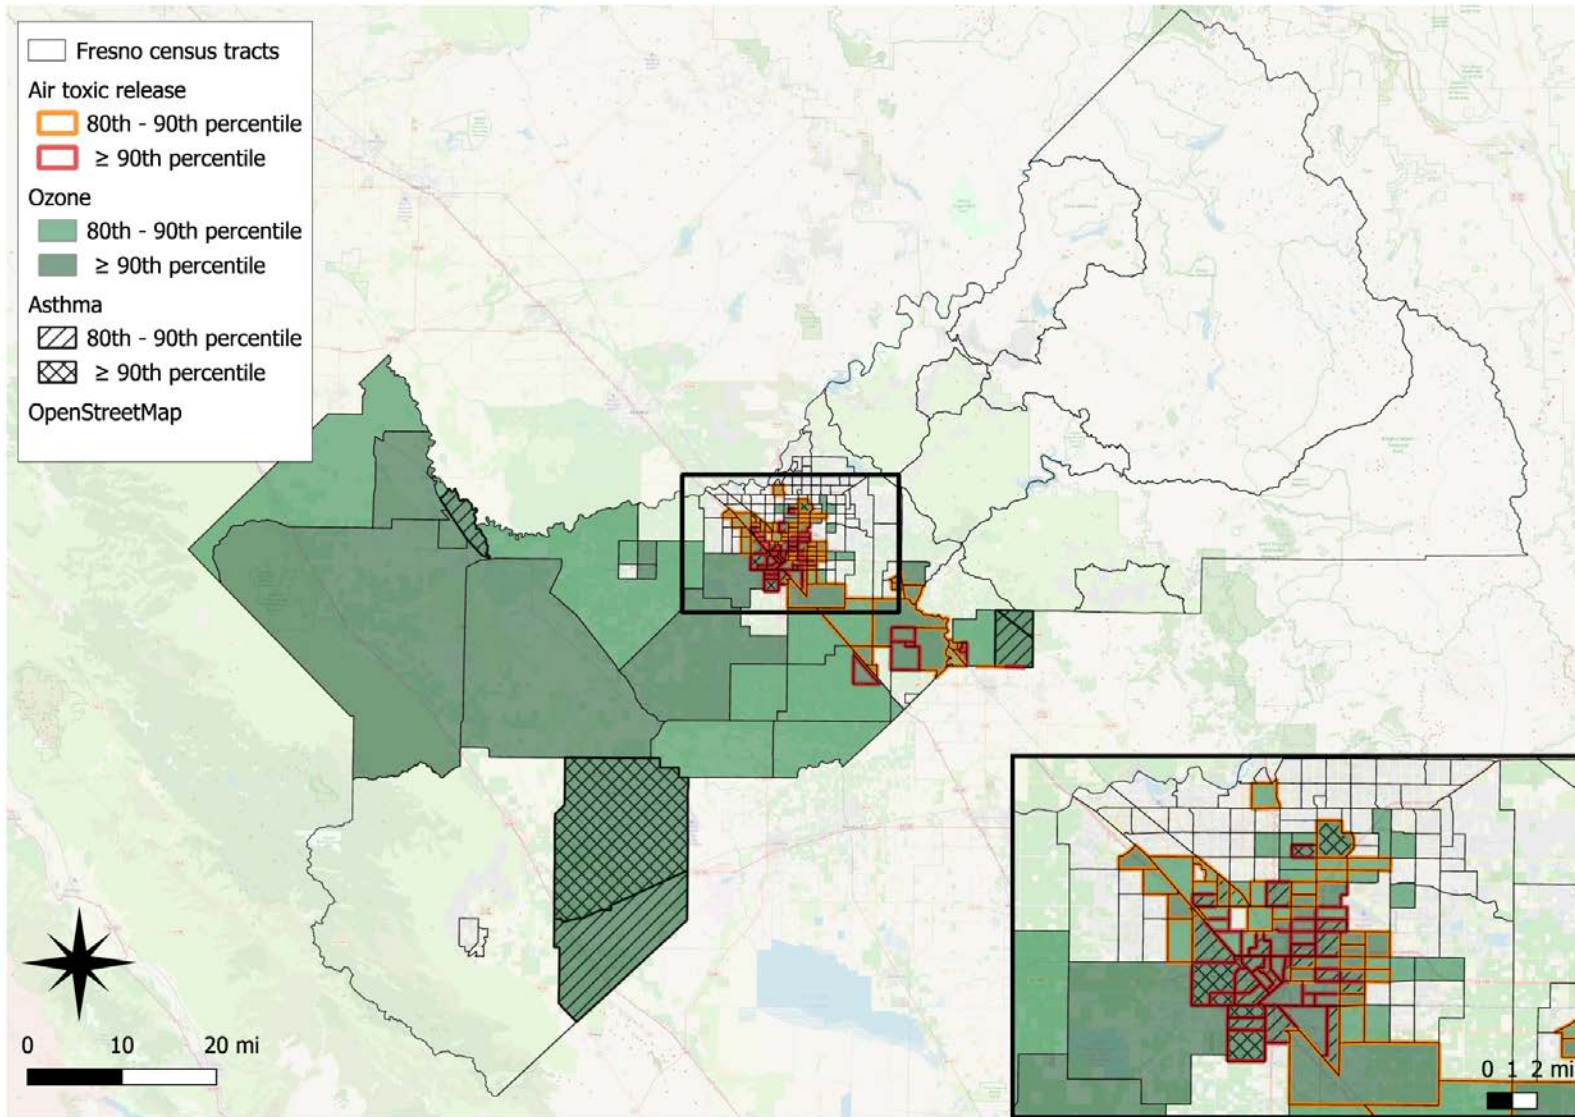 Fresno census tracts
Air toxic release
80th - 90th percentile
≥ 90th percentile
Ozone
80th - 90th percentile
≥ 90th percentile
Asthma
80th - 90th percentile
≥ 90th percentile
OpenStreetMap
0 10 20 mi
0 1 2 mi